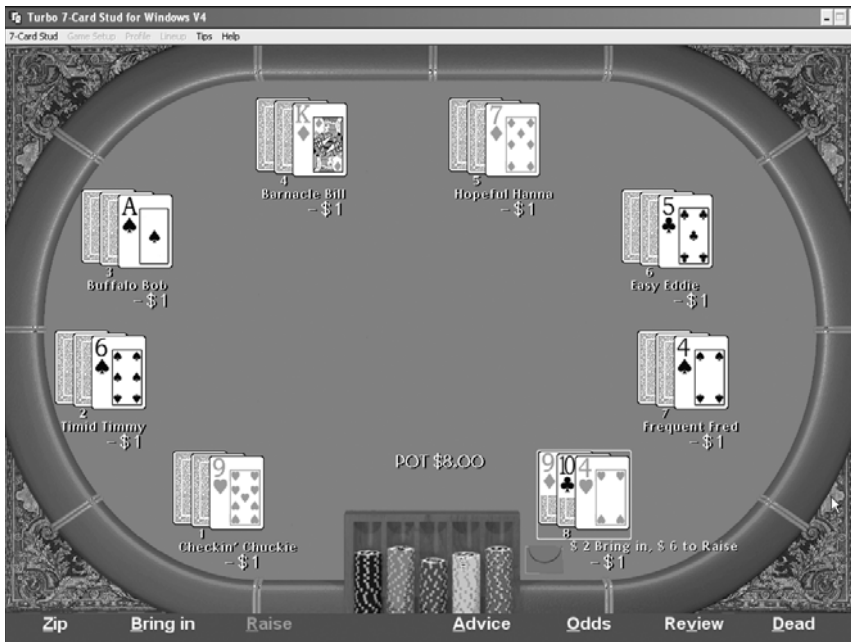 Turbo 7-Card Stud for Windows V4
7-Card Stud Game Setup Profile Lineup Tips Help
K
4
Barnacle Bill
-$1
7
5
Hopeful Hanna
-$1
A
3
Buffalo Bob
-$1
5
6
Easy Eddie
-$1
6
2
Timid Timmy
-$1
4
7
Frequent Fred
-$1
9
1
Checkin' Chuckie
-$1
POT $8.00
9 10 4
8
$ 2 Bring in, $ 6 to Raise
-$1
Zip Bring in Raise Advice Odds Review Dead